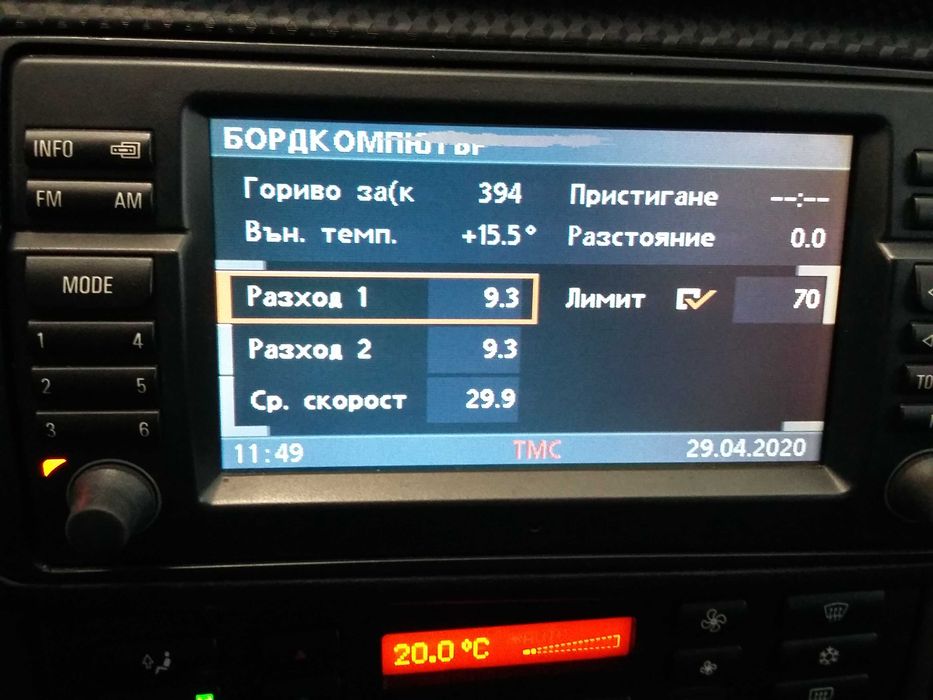 БОРДКОМПЮТЪР
INFO
FM AM
MODE
1 4
2 5
3 6
Гориво за(к 394 Пристигане --:--
Вън. темп. +15.5° Разстояние 0.0
Разход 1 9.3 Лимит 70
Разход 2 9.3
Ср. скорост 29.9
11:49 TMC 29.04.2020
20.0 °C